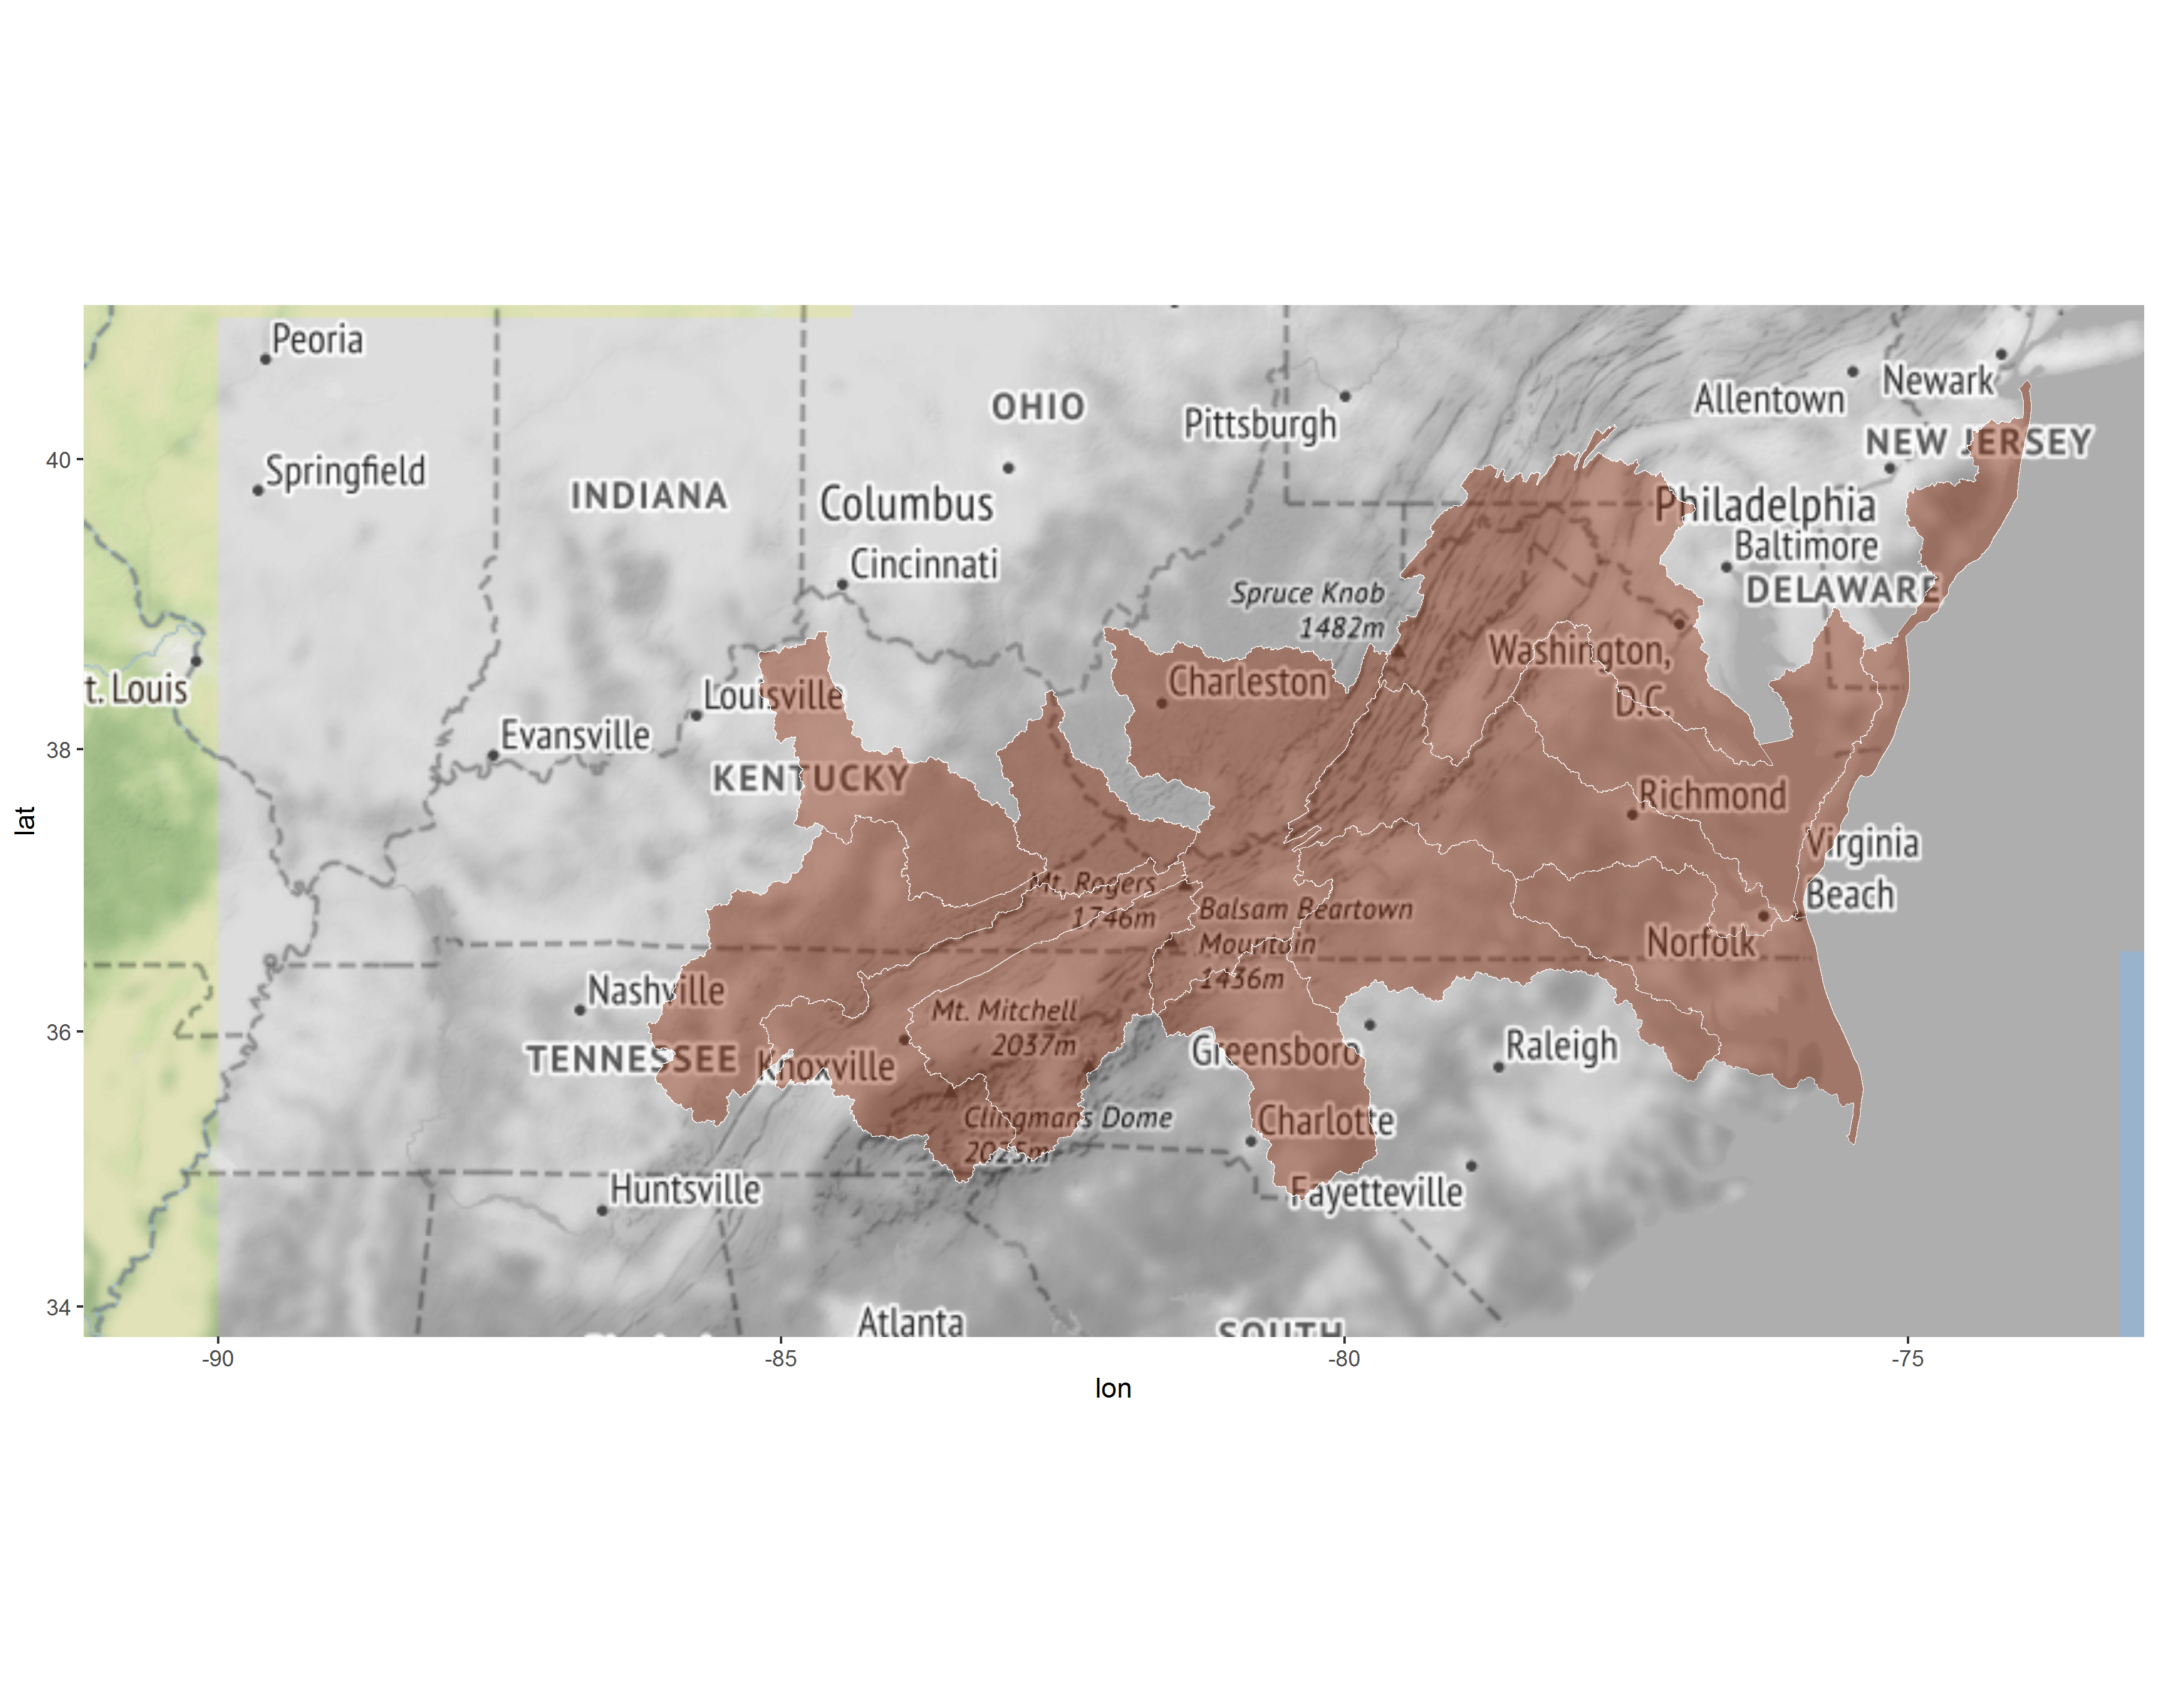 Peoria
Newark
Allentown
OHIO
Pittsburgh
NEW JERSEY
40
Springfield
INDIANA
Columbus
Philadelphia
Baltimore
Cincinnati
DELAWARE
Spruce Knob
1482m
Washington,
D.C.
t. Louis
Louisville
Charleston
Evansville
38
KENTUCKY
Richmond
lat
Virginia
Beach
Mt. Rogers
1746m
Balsam Beartown
Mountain
1436m
Norfolk
Nashville
Mt. Mitchell
2037m
36
TENNESSEE
Knoxville
Greensboro
Raleigh
Clingmans Dome
2025m
Charlotte
Huntsville
Fayetteville
34
Atlanta
SOUTH
-90
-85
-80
-75
lon